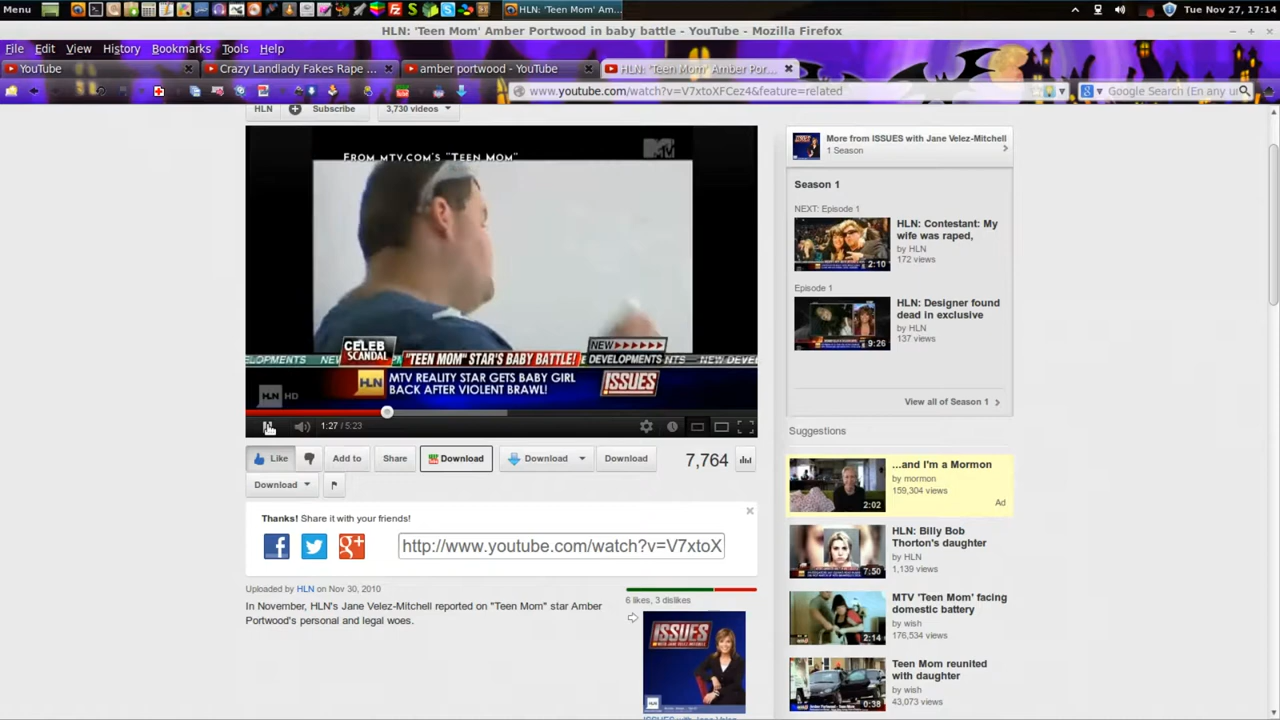 Menu
HLN: 'Teen Mom' Am...
Tue Nov 27, 17:14
HLN: 'Teen Mom' Amber Portwood in baby battle - YouTube - Mozilla Firefox
File Edit View History Bookmarks Tools Help
YouTube
Crazy Landlady Fakes Rape ...
amber portwood - YouTube
HLN: 'Teen Mom' Amber Por...
www.youtube.com/watch?v=V7xtoXFCez4&feature=related
Google Search (En any u
HLN
Subscribe
3,730 videos
FROM MTV.COM'S "TEEN MOM"
MTV
CELEB SCANDAL
"TEEN MOM" STAR'S BABY BATTLE!
NEW
DEVELOPMENTS
HLN
MTV REALITY STAR GETS BABY GIRL
BACK AFTER VIOLENT BRAWL!
ISSUES
HLN HD
1:27 / 5:23
Like
Add to
Share
Download
Download
Download
7,764
Download
Thanks! Share it with your friends!
http://www.youtube.com/watch?v=V7xtoX
Uploaded by HLN on Nov 30, 2010
In November, HLN's Jane Velez-Mitchell reported on "Teen Mom" star Amber
Portwood's personal and legal woes.
6 likes, 3 dislikes
ISSUES
More from ISSUES with Jane Velez-Mitchell
1 Season
Season 1
NEXT: Episode 1
HLN: Contestant: My
wife was raped,
by HLN
172 views
2:10
Episode 1
HLN: Designer found
dead in exclusive
by HLN
137 views
9:26
View all of Season 1
Suggestions
...and I'm a Mormon
by mormon
159,304 views
Ad
2:02
HLN: Billy Bob
Thorton's daughter
by HLN
1,139 views
7:50
MTV 'Teen Mom' facing
domestic battery
by wish
176,534 views
2:14
Teen Mom reunited
with daughter
by wish
43,073 views
0:38